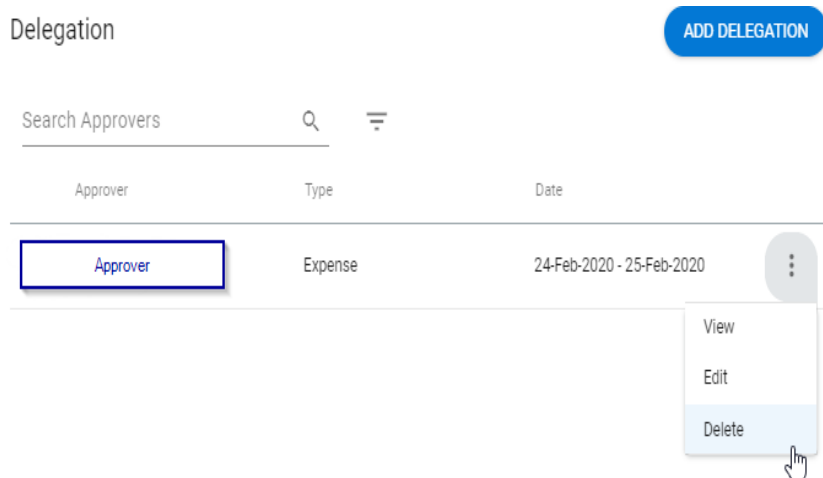 Delegation
ADD DELEGATION
Search Approvers
Approver Type Date
Approver Expense 24-Feb-2020 - 25-Feb-2020
View
Edit
Delete